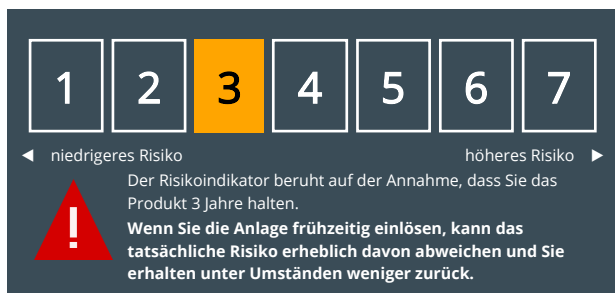 1 2 3 4 5 6 7
niedrigeres Risiko höheres Risiko
Der Risikoindikator beruht auf der Annahme, dass Sie das
Produkt 3 Jahre halten.
Wenn Sie die Anlage frühzeitig einlösen, kann das
tatsächliche Risiko erheblich davon abweichen und Sie
erhalten unter Umständen weniger zurück.